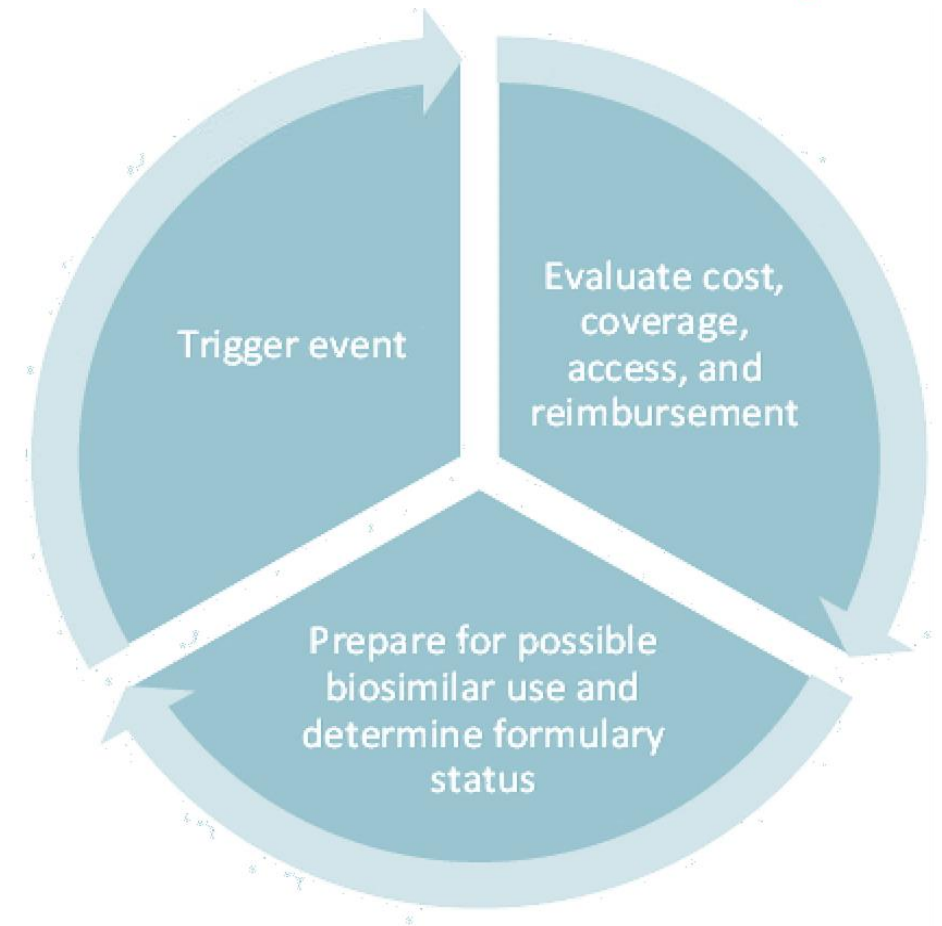 Trigger event
Evaluate cost,
coverage,
access, and
reimbursement
Prepare for possible
biosimilar use and
determine formulary
status